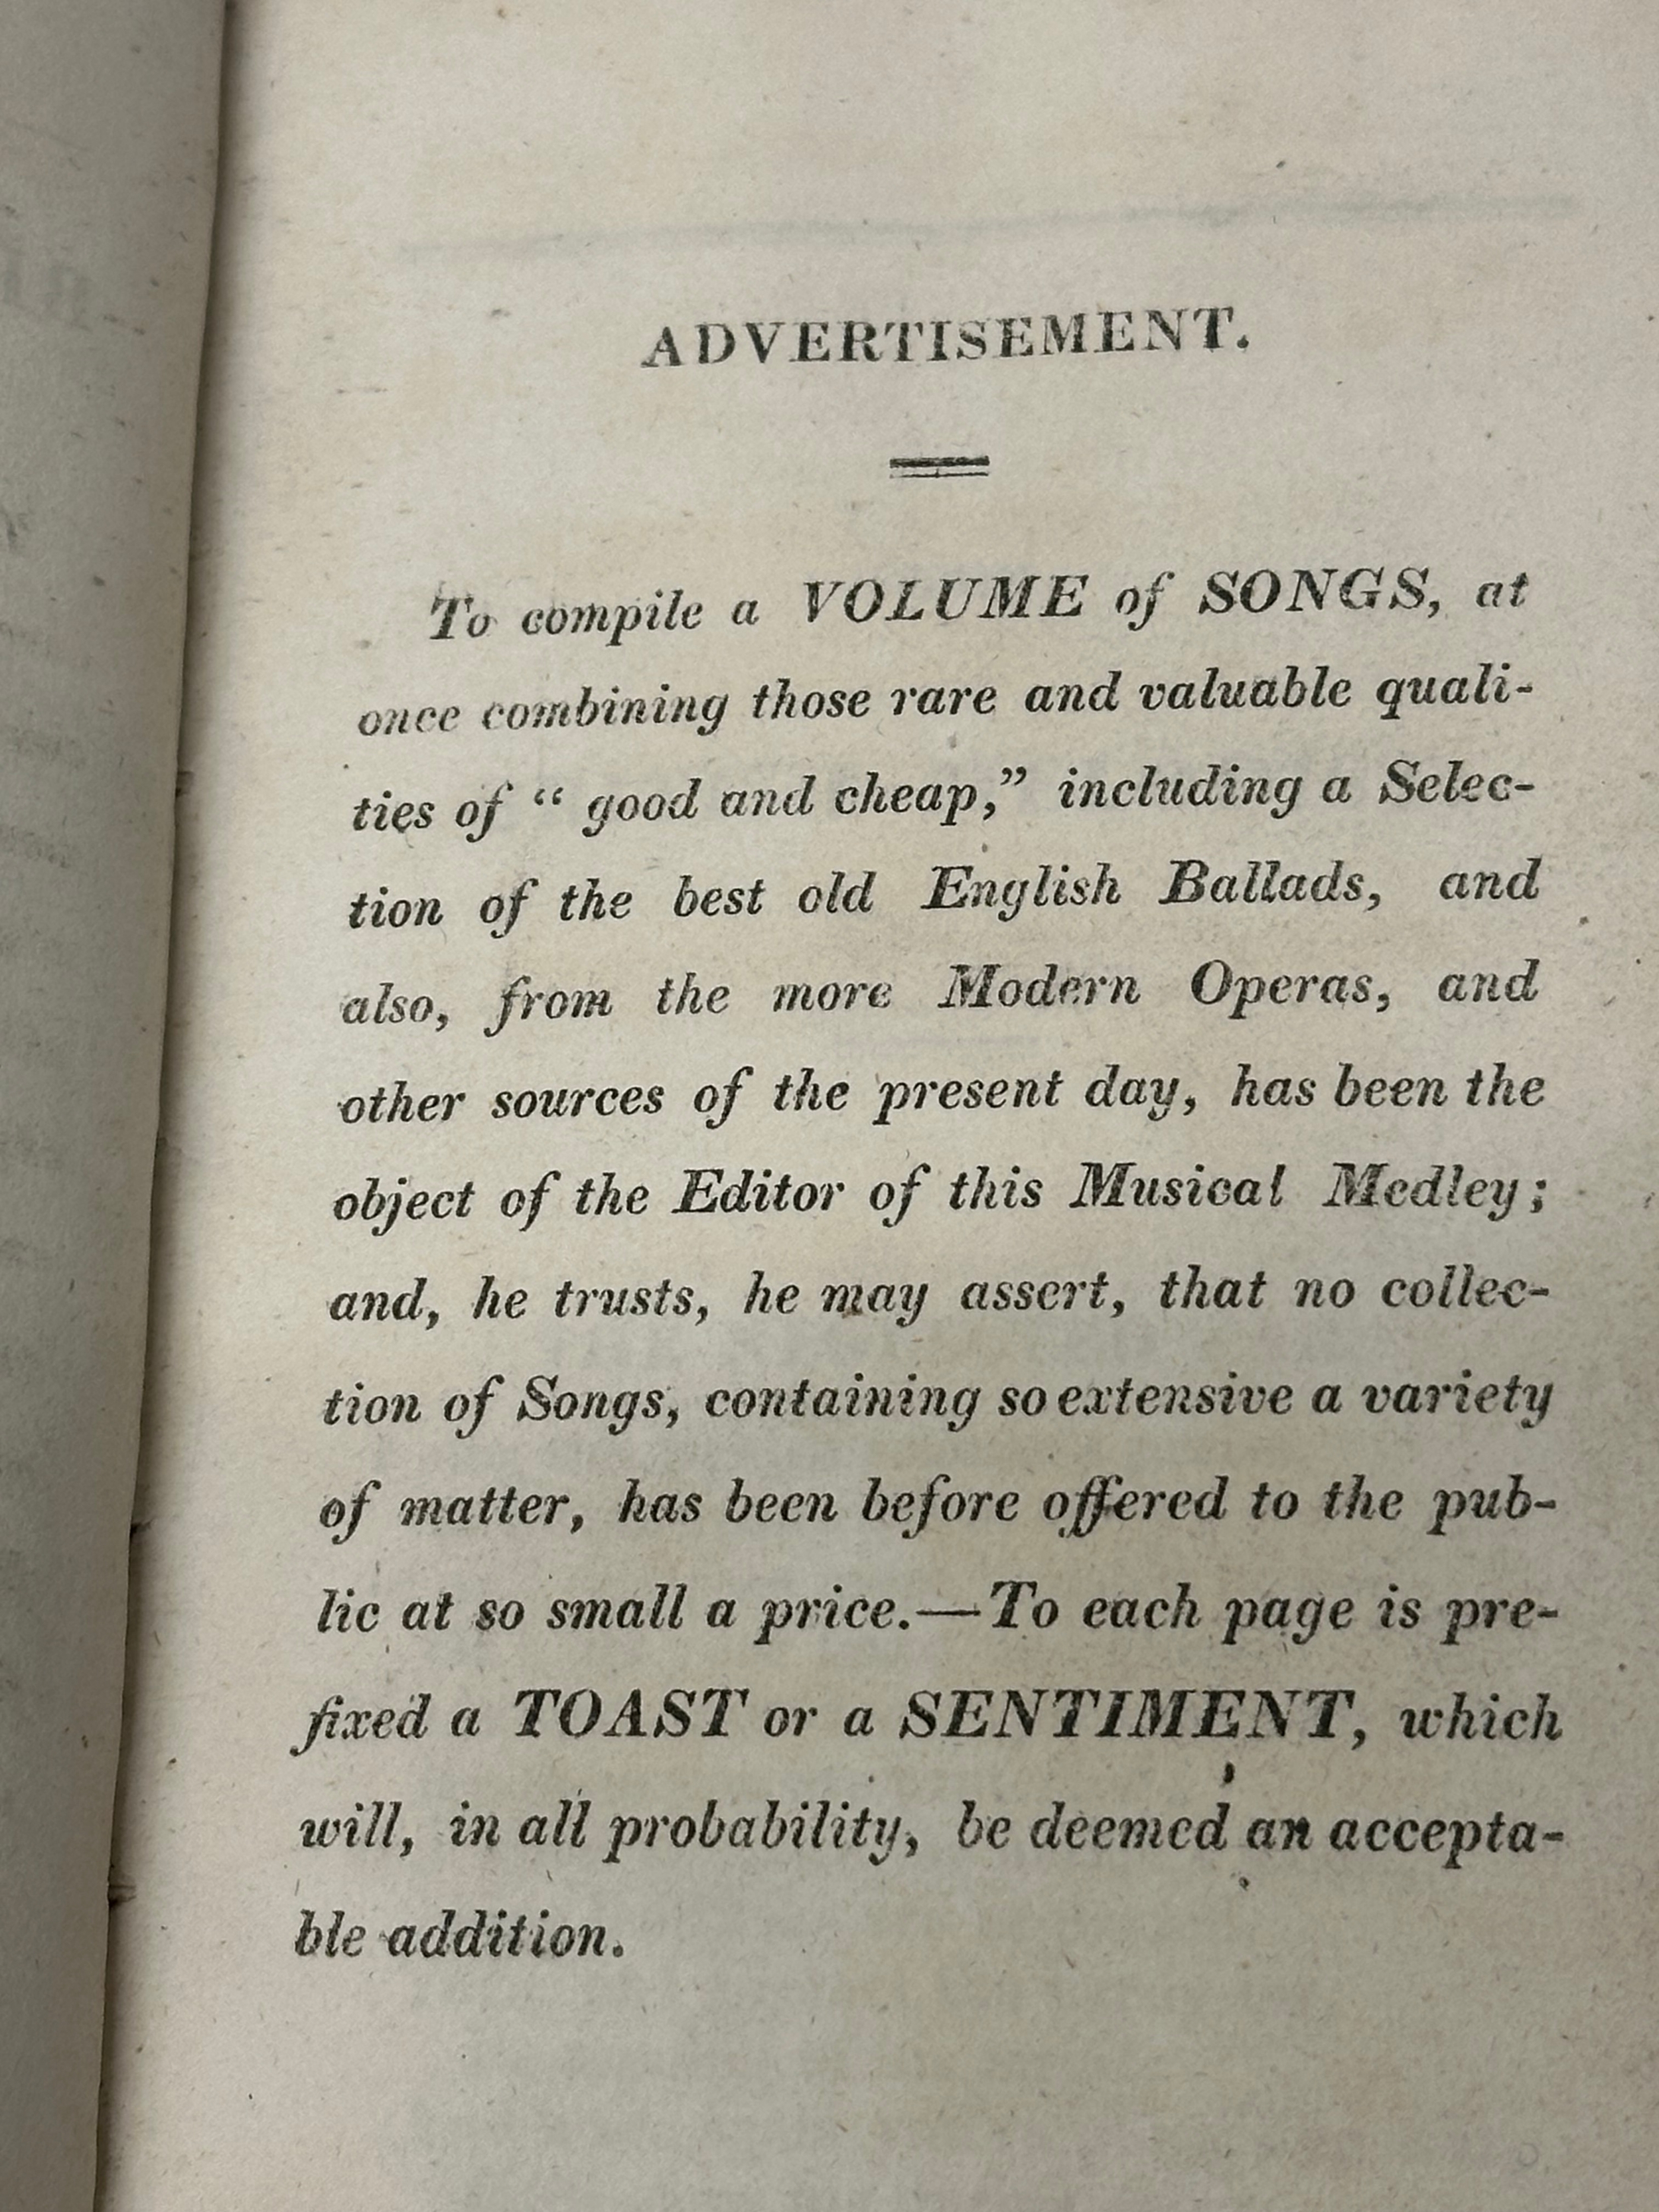 ADVERTISEMENT.
To compile a VOLUME of SONGS, at
once combining those rare and valuable quali-
ties of “ good and cheap,” including a Selec-
tion of the best old English Ballads, and
also, from the more Modern Operas, and
other sources of the present day, has been the
object of the Editor of this Musical Medley;
and, he trusts, he may assert, that no collec-
tion of Songs, containing so extensive a variety
of matter, has been before offered to the pub-
lic at so small a price.—To each page is pre-
fixed a TOAST or a SENTIMENT, which
will, in all probability, be deemed an accepta-
ble addition.